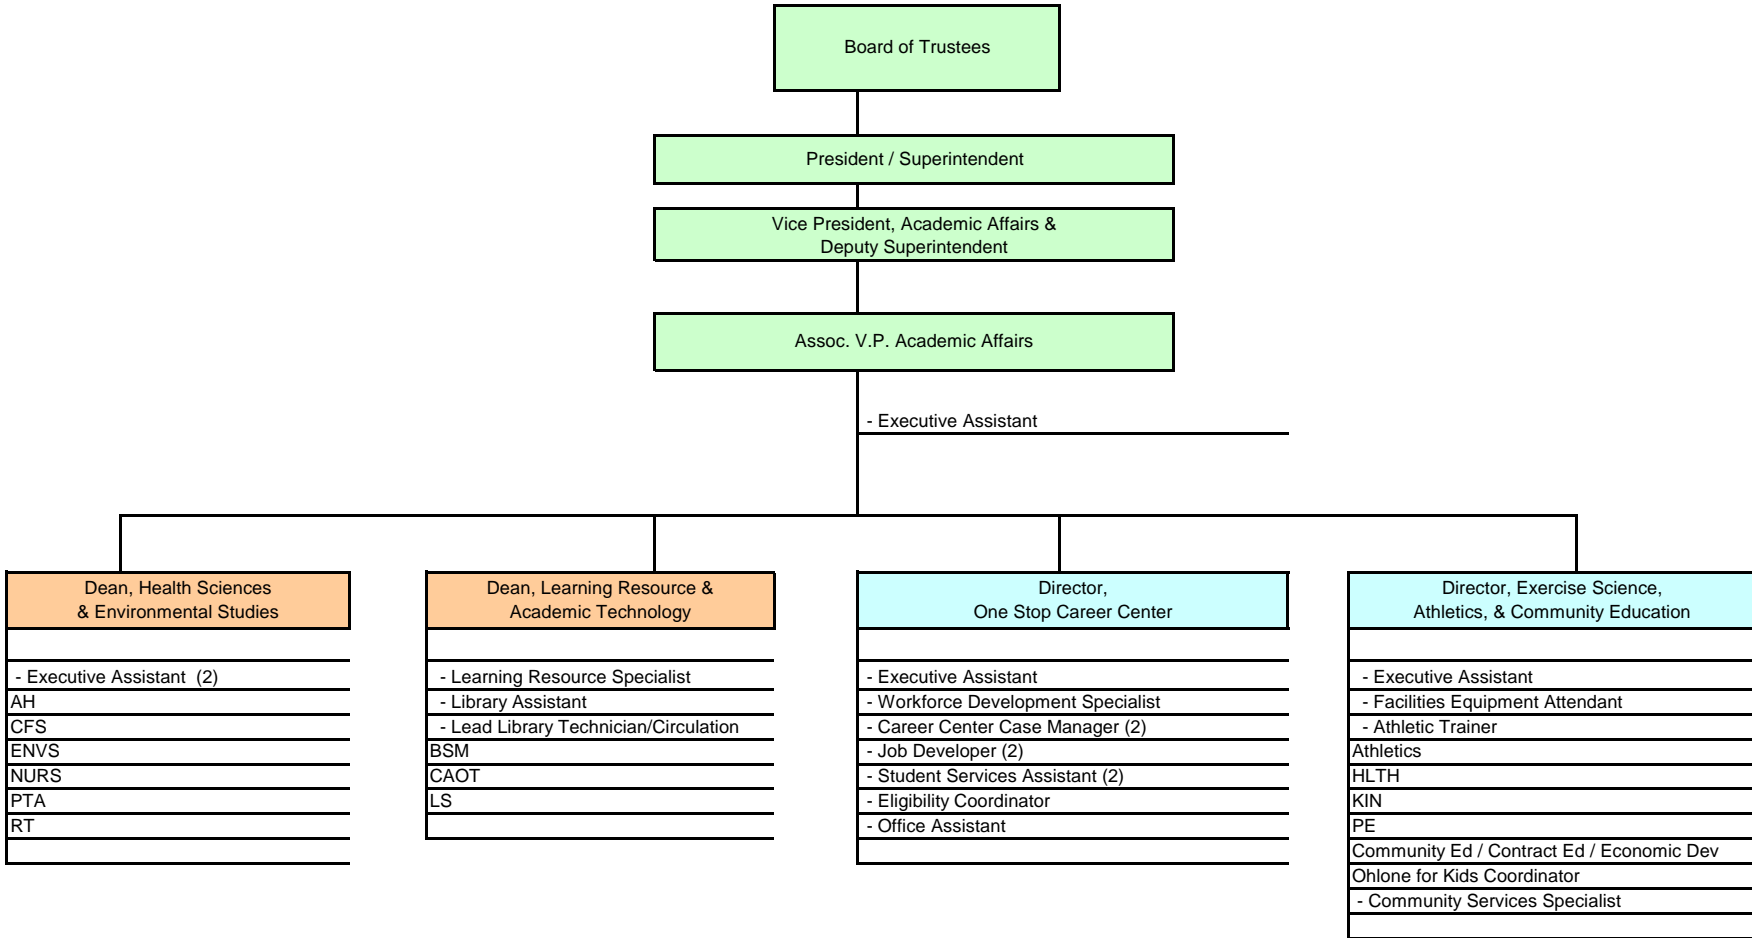 Board of Trustees
President / Superintendent
Vice President, Academic Affairs &
Deputy Superintendent
Assoc. V.P. Academic Affairs
- Executive Assistant
Dean, Health Sciences
& Environmental Studies
- Executive Assistant (2)
AH
CFS
ENVS
NURS
PTA
RT
Dean, Learning Resource &
Academic Technology
- Learning Resource Specialist
- Library Assistant
- Lead Library Technician/Circulation
BSM
CAOT
LS
Director,
One Stop Career Center
- Executive Assistant
- Workforce Development Specialist
- Career Center Case Manager (2)
- Job Developer (2)
- Student Services Assistant (2)
- Eligibility Coordinator
- Office Assistant
Director, Exercise Science,
Athletics, & Community Education
- Executive Assistant
- Facilities Equipment Attendant
- Athletic Trainer
Athletics
HLTH
KIN
PE
Community Ed / Contract Ed / Economic Dev
Ohlone for Kids Coordinator
- Community Services Specialist